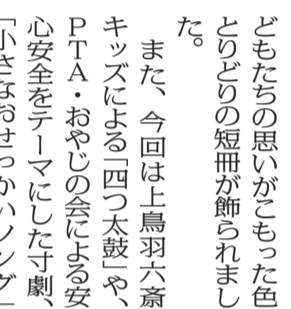 どもたちの思いがこもった色
とりどりの短冊が飾られまし
た。
また、今回は上鳥羽六斎
キッズによる「四つ太鼓」や、
PTA・おやじの会による安
心安全をテーマにした寸劇、
「小さなおせっかいソング」